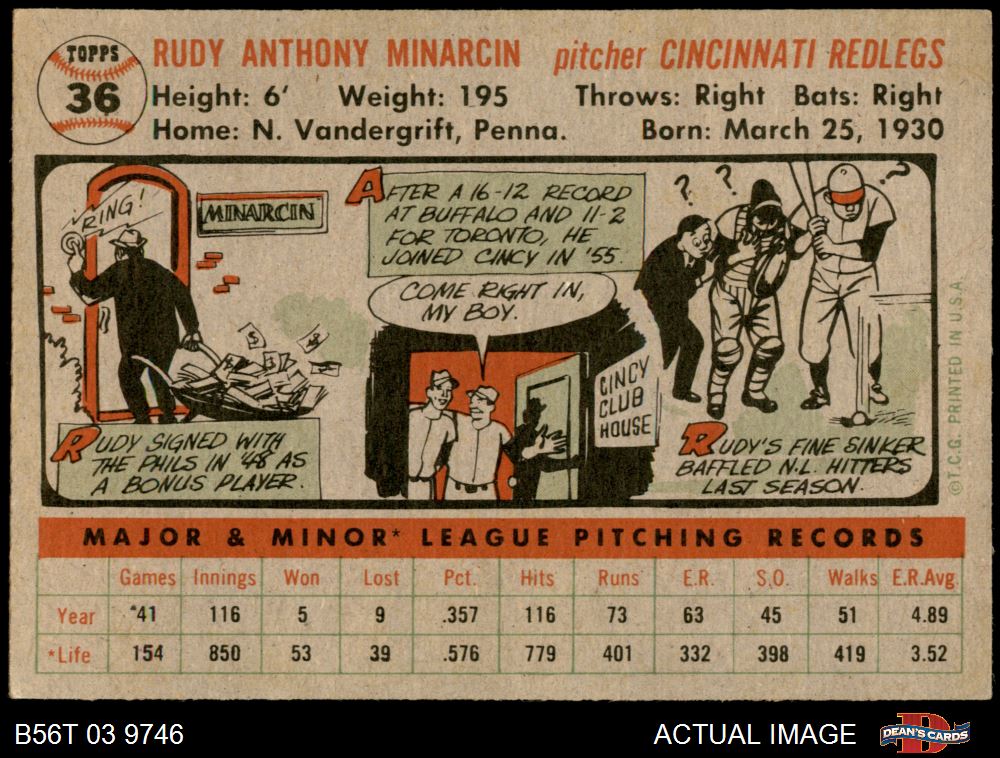 TOPPS
36
RUDY ANTHONY MINARCIN pitcher CINCINNATI REDLEGS
Height: 6' Weight: 195 Throws: Right Bats: Right
Home: N. Vandergrift, Penna. Born: March 25, 1930
RING!
MINARCIN
RUDY SIGNED WITH
THE PHILS IN '48 AS
A BONUS PLAYER.
AFTER A 16-12 RECORD
AT BUFFALO AND 11-2
FOR TORONTO, HE
JOINED CINCY IN '55.
COME RIGHT IN,
MY BOY.
CINCY
CLUB
HOUSE
? ? ?
RUDY'S FINE SINKER
BAFFLED N.L. HITTERS
LAST SEASON.
©T.C.G. PRINTED IN U.S.A.
MAJOR & MINOR* LEAGUE PITCHING RECORDS
Games Innings Won Lost Pct. Hits Runs E.R. S.O. Walks E.R.Avg.
Year *41 116 5 9 .357 116 73 63 45 51 4.89
*Life 154 850 53 39 .576 779 401 332 398 419 3.52
B56T 03 9746 ACTUAL IMAGE D DEAN'S CARDS